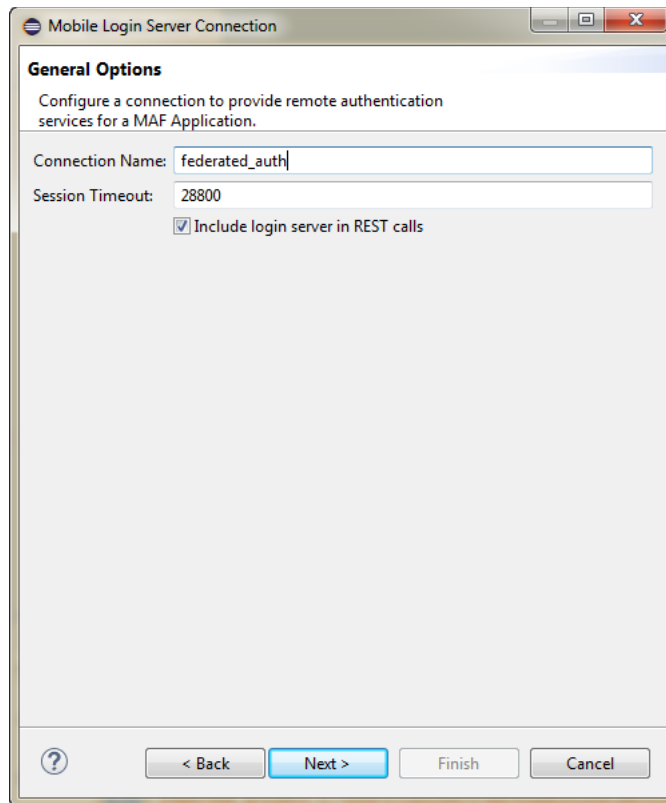 Mobile Login Server Connection
General Options
Configure a connection to provide remote authentication
services for a MAF Application.
Connection Name: federated_auth
Session Timeout: 28800
Include login server in REST calls
? < Back Next > Finish Cancel